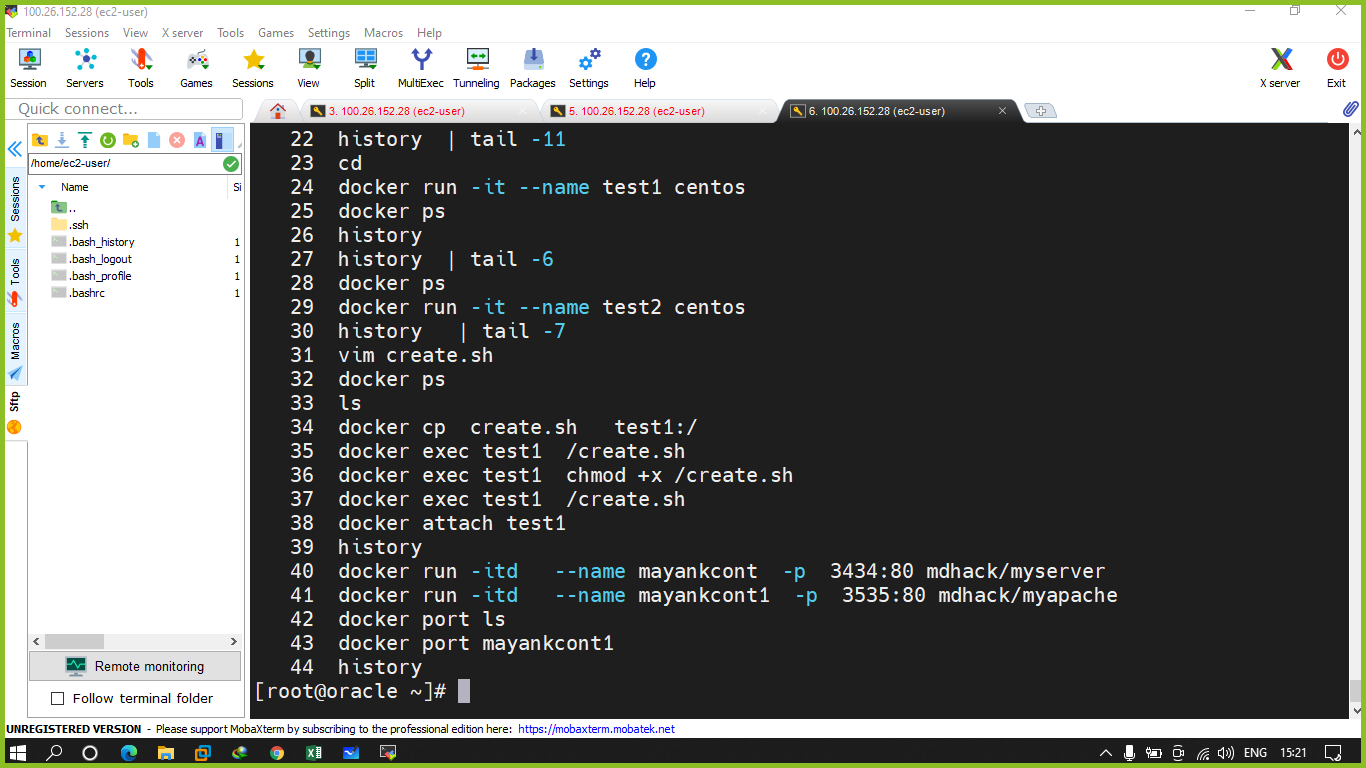 100.26.152.28 (ec2-user)
Terminal Sessions View X server Tools Games Settings Macros Help
Session Servers Tools Games Sessions View Split MultiExec Tunneling Packages Settings Help X server Exit
Quick connect...
3. 100.26.152.28 (ec2-user)
5. 100.26.152.28 (ec2-user)
6. 100.26.152.28 (ec2-user)
/home/ec2-user/
Name Si
..
.ssh
.bash_history 1
.bash_logout 1
.bash_profile 1
.bashrc 1
Sessions
Tools
Macros
Sftp
Remote monitoring
Follow terminal folder
22 history | tail -11
23 cd
24 docker run -it --name test1 centos
25 docker ps
26 history
27 history | tail -6
28 docker ps
29 docker run -it --name test2 centos
30 history | tail -7
31 vim create.sh
32 docker ps
33 ls
34 docker cp create.sh test1:/
35 docker exec test1 /create.sh
36 docker exec test1 chmod +x /create.sh
37 docker exec test1 /create.sh
38 docker attach test1
39 history
40 docker run -itd --name mayankcont -p 3434:80 mdhack/myserver
41 docker run -itd --name mayankcont1 -p 3535:80 mdhack/myapache
42 docker port ls
43 docker port mayankcont1
44 history
[root@oracle ~]#
UNREGISTERED VERSION - Please support MobaXterm by subscribing to the professional edition here: https://mobaxterm.mobatek.net
ENG 15:21